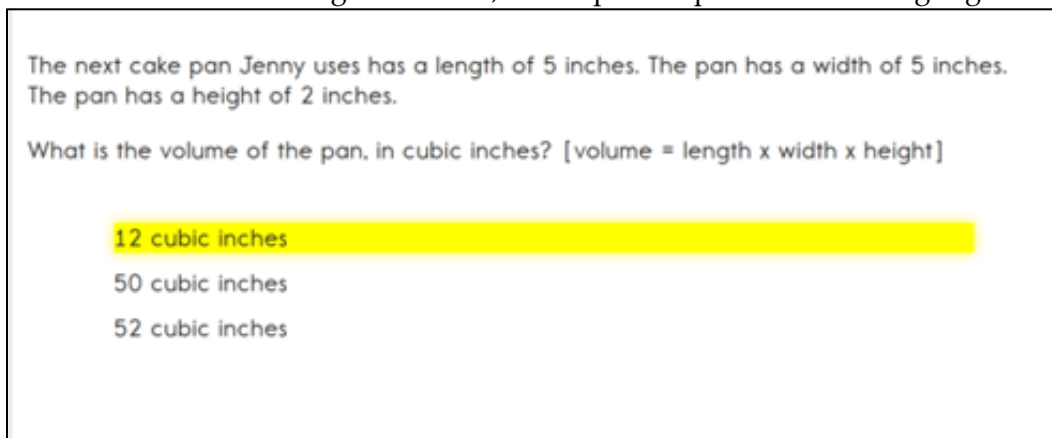 The next cake pan Jenny uses has a length of 5 inches. The pan has a width of 5 inches.
The pan has a height of 2 inches.
What is the volume of the pan, in cubic inches? [volume = length x width x height]
12 cubic inches
50 cubic inches
52 cubic inches